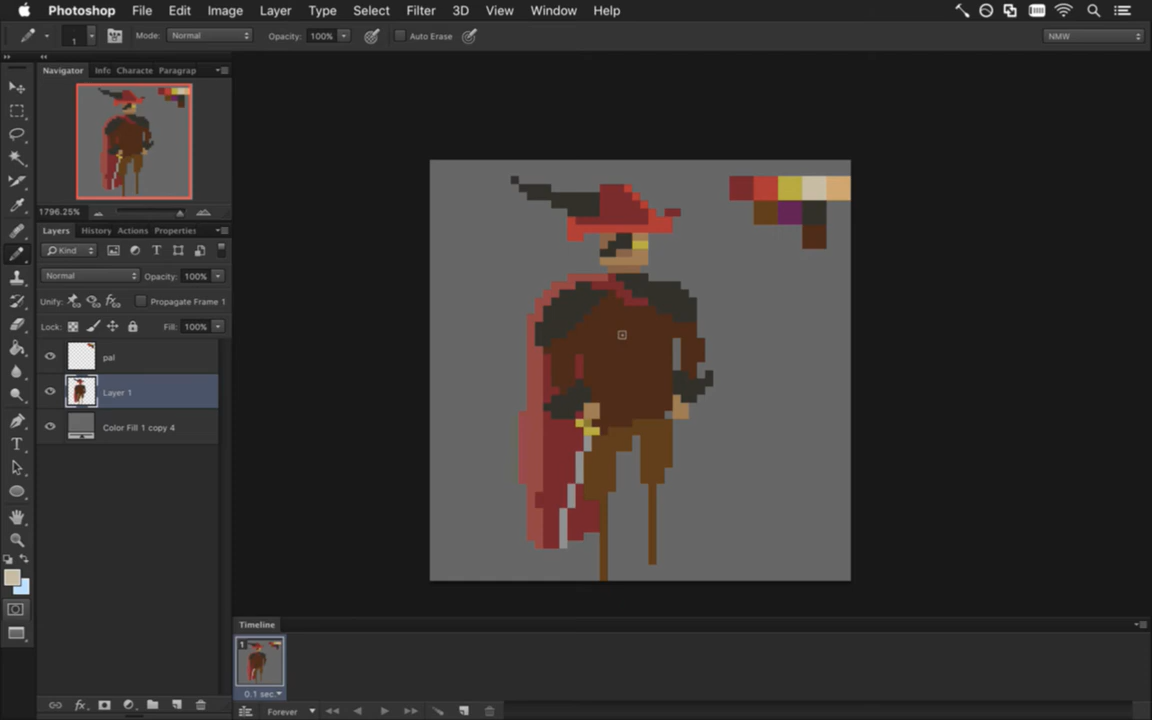 Photoshop File Edit Image Layer Type Select Filter 3D View Window Help
1 Mode: Normal Opacity: 100% Auto Erase NMW
Navigator Info Characte Paragrap
1796.25%
Layers History Actions Properties
Kind
Normal Opacity: 100%
Unify: Propagate Frame 1
Lock: Fill: 100%
pal
Layer 1
Color Fill 1 copy 4
Timeline
1
0.1 sec.
Forever